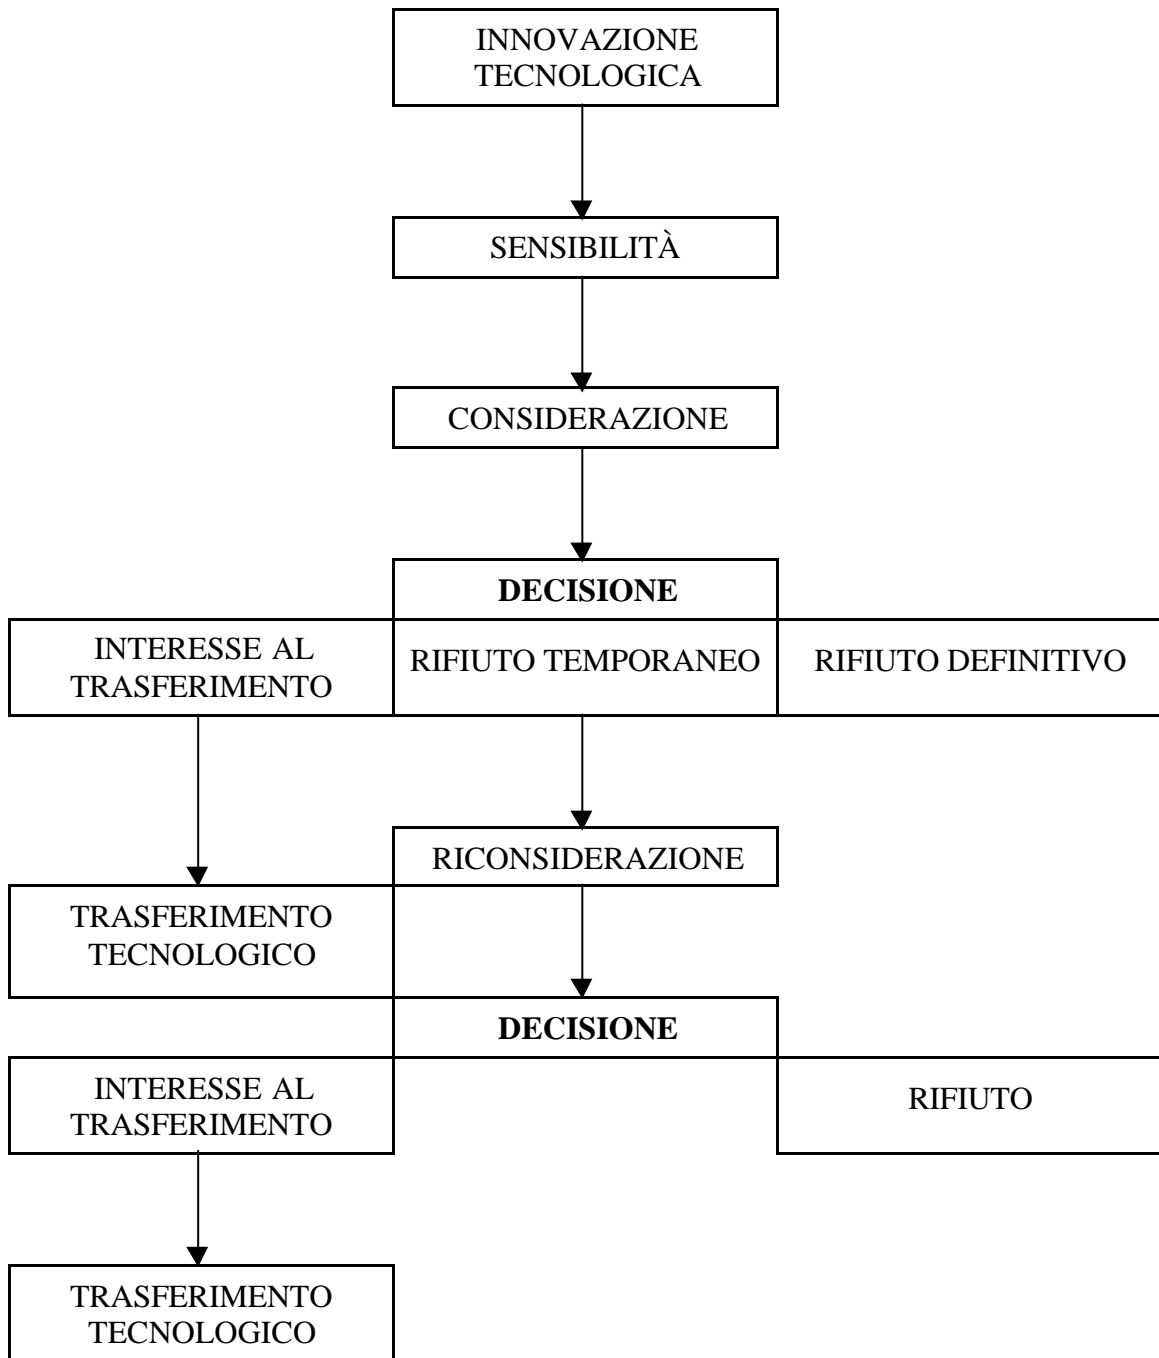 INNOVAZIONE
TECNOLOGICA
SENSIBILITÀ
CONSIDERAZIONE
DECISIONE
INTERESSE AL
TRASFERIMENTO
RIFIUTO TEMPORANEO
RIFIUTO DEFINITIVO
RICONSIDERAZIONE
TRASFERIMENTO
TECNOLOGICO
DECISIONE
INTERESSE AL
TRASFERIMENTO
RIFIUTO
TRASFERIMENTO
TECNOLOGICO